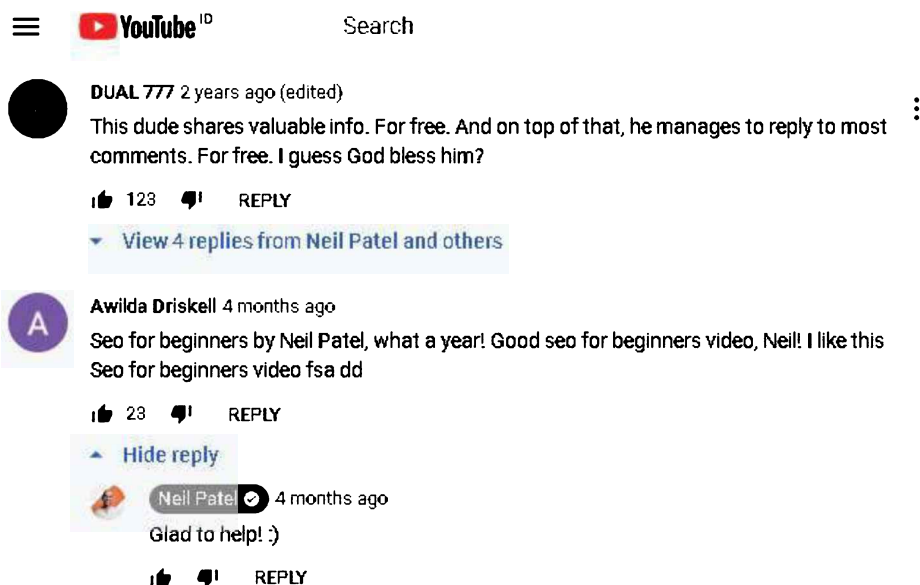 YouTube ID
Search
DUAL 777 2 years ago (edited)
This dude shares valuable info. For free. And on top of that, he manages to reply to most
comments. For free. I guess God bless him?
123 REPLY
View 4 replies from Neil Patel and others
A
Awilda Driskell 4 months ago
Seo for beginners by Neil Patel, what a year! Good seo for beginners video, Neil! I like this
Seo for beginners video fsa dd
23 REPLY
Hide reply
Neil Patel 4 months ago
Glad to help! :)
REPLY